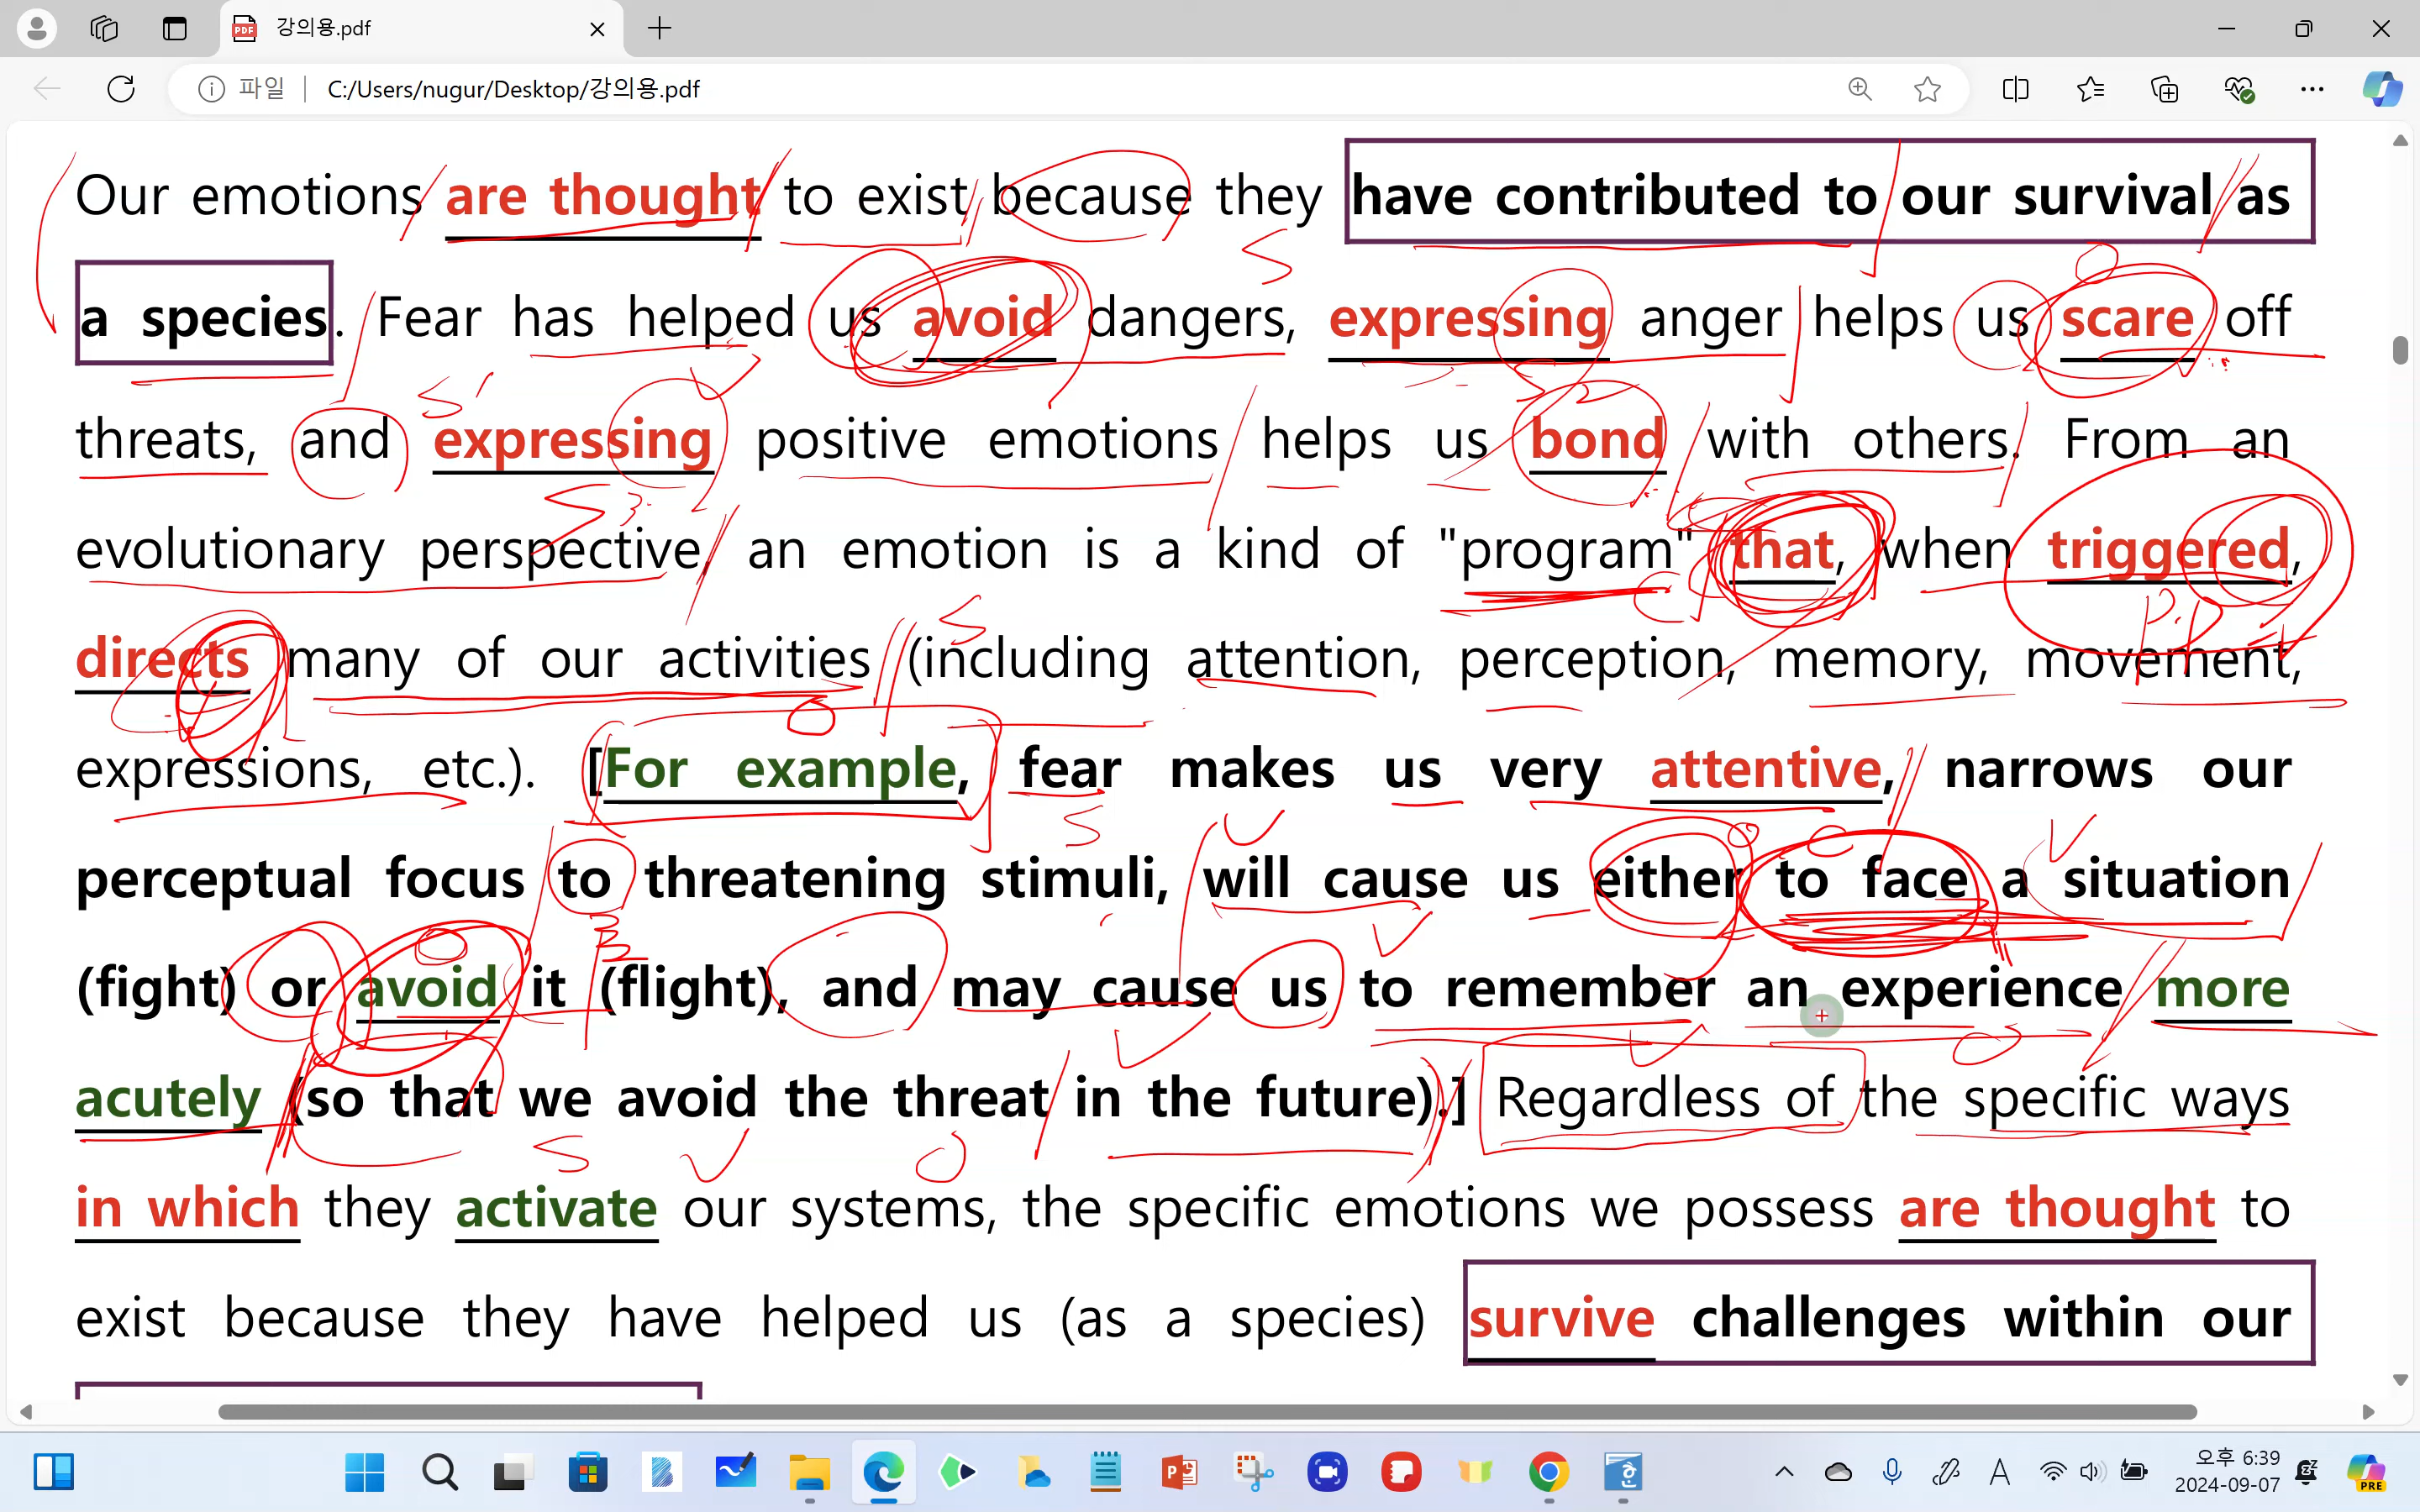 강의용.pdf
파일 C:/Users/nugur/Desktop/강의용.pdf
Our emotions are thought to exist because they have contributed to our survival as
a species. Fear has helped us avoid dangers, expressing anger helps us scare off
threats, and expressing positive emotions helps us bond with others. From an
evolutionary perspective, an emotion is a kind of "program" that, when triggered,
directs many of our activities (including attention, perception, memory, movement,
expressions, etc.). [For example, fear makes us very attentive, narrows our
perceptual focus to threatening stimuli, will cause us either to face a situation
(fight) or avoid it (flight), and may cause us to remember an experience more
acutely (so that we avoid the threat in the future).] Regardless of the specific ways
in which they activate our systems, the specific emotions we possess are thought to
exist because they have helped us (as a species) survive challenges within our
오후 6:39
2024-09-07